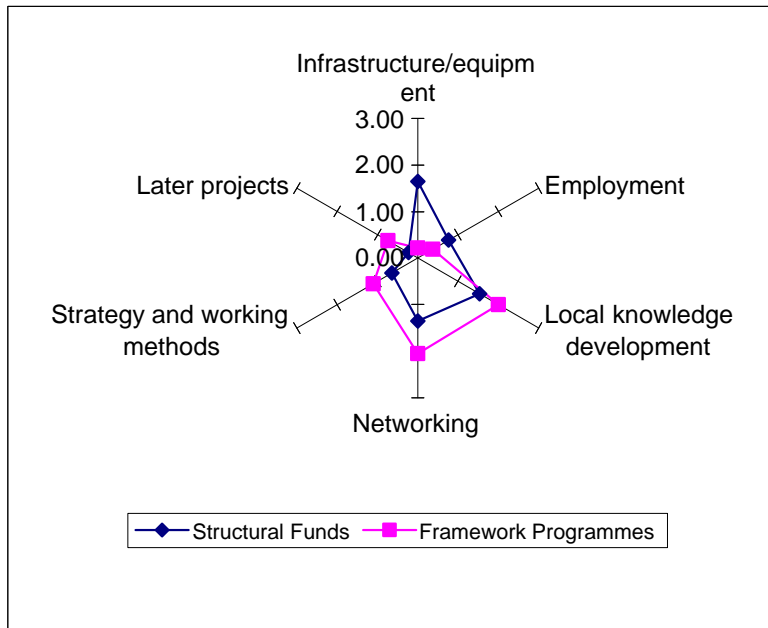 Infrastructure/equipm
ent
3.00
2.00
1.00
0.00
Later projects
Employment
Strategy and working
methods
Local knowledge
development
Networking
Structural Funds
Framework Programmes